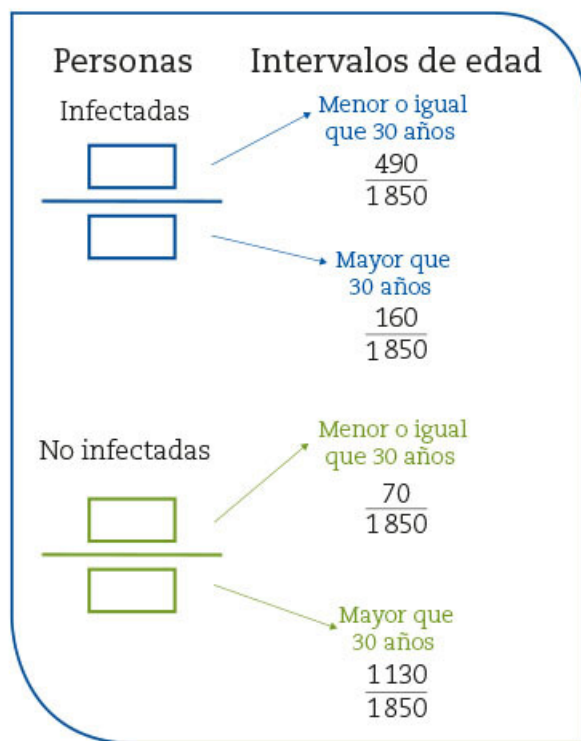 Personas Intervalos de edad
Infectadas
Menor o igual
que 30 años
490
1 850
Mayor que
30 años
160
1 850
No infectadas
Menor o igual
que 30 años
70
1 850
Mayor que
30 años
1 130
1 850